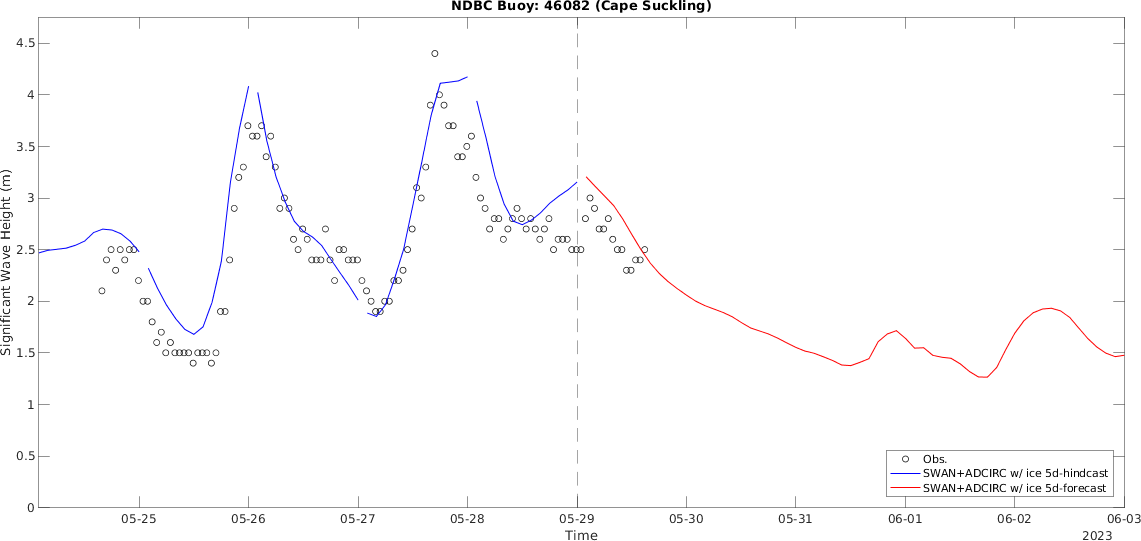 NDBC Buoy: 46082 (Cape Suckling)
Significant Wave Height (m)
4.5
4
3.5
3
2.5
2
1.5
1
0.5
0
05-25 05-26 05-27 05-28 05-29 05-30 05-31 06-01 06-02 06-03
Time
2023
Obs.
SWAN+ADCIRC w/ ice 5d-hindcast
SWAN+ADCIRC w/ ice 5d-forecast